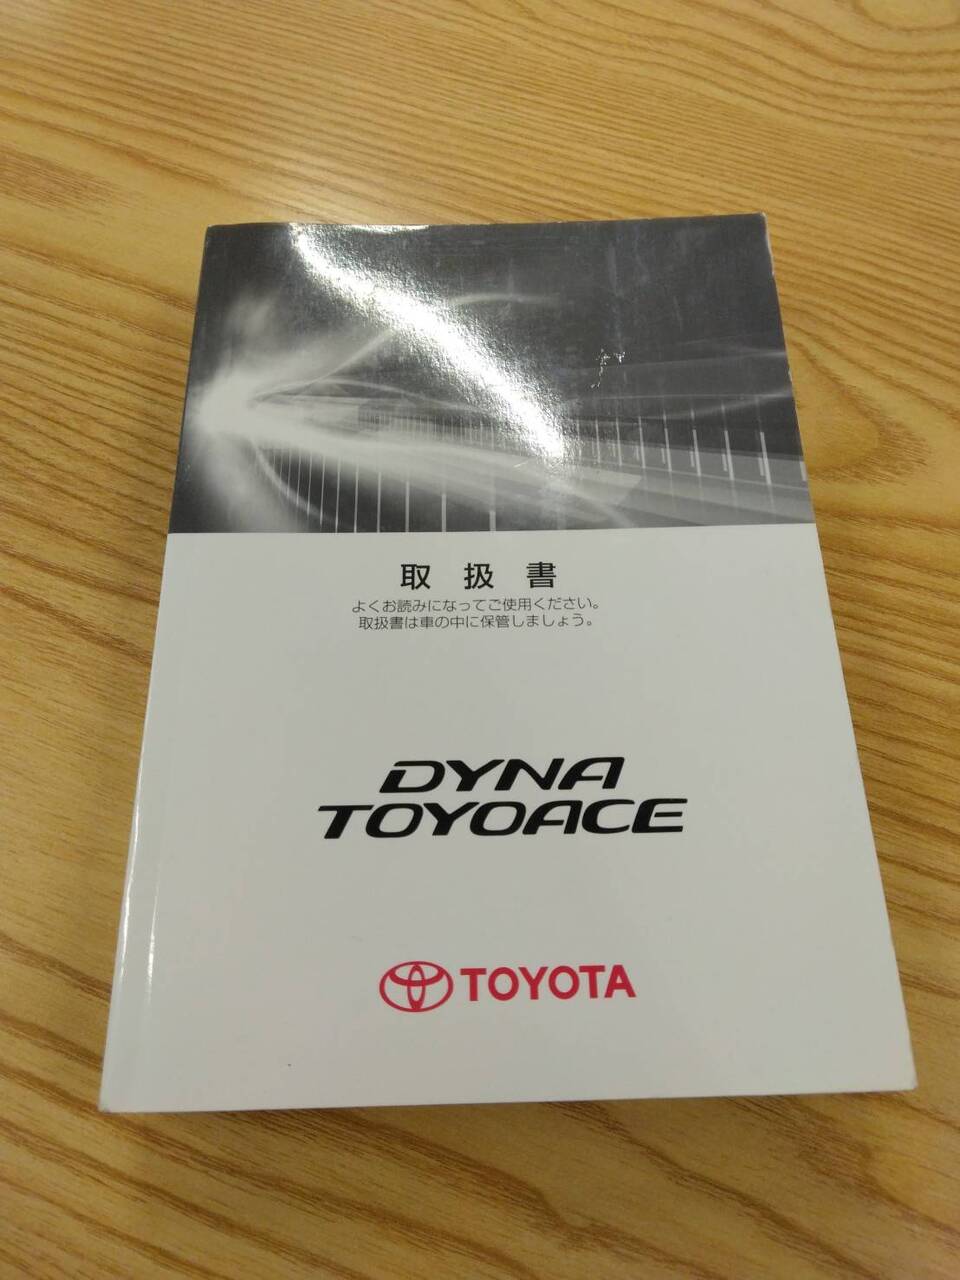 取扱書
よくお読みになってご使用ください。
取扱書は車の中に保管しましょう。
DYNA
TOYOACE
TOYOTA